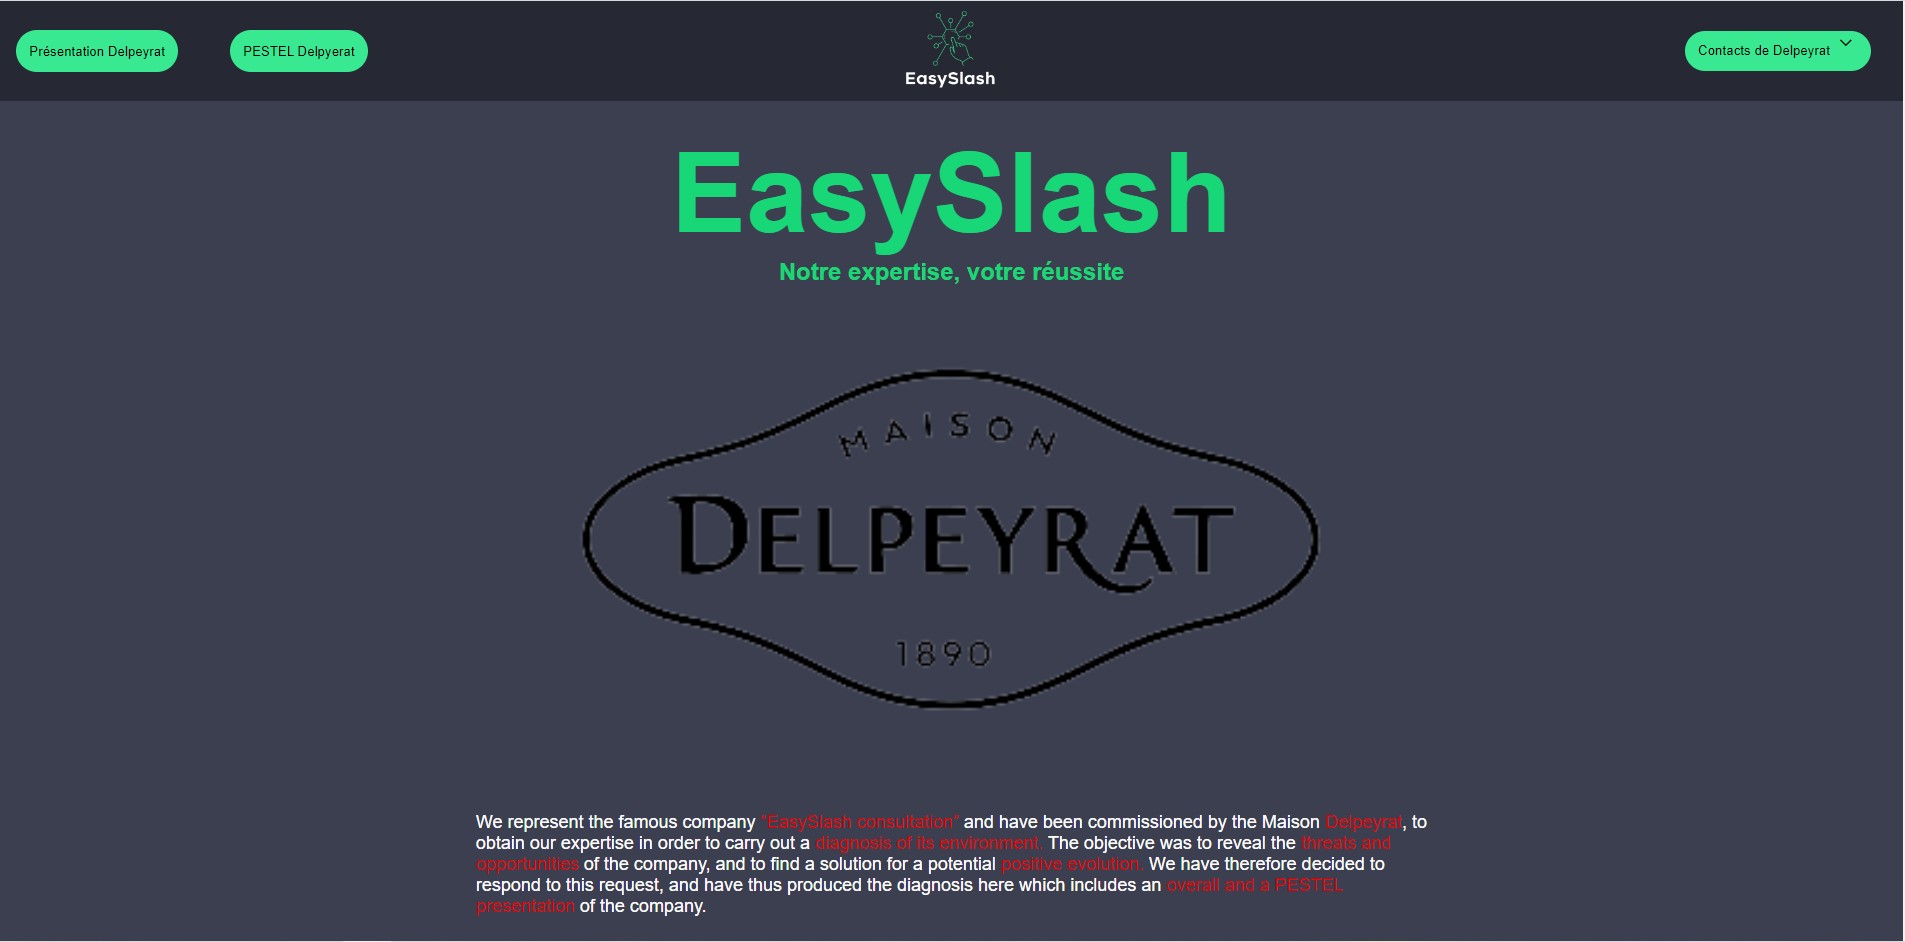 Présentation Delpeyrat
PESTEL Delpyerat
EasySlash
Contacts de Delpeyrat
EasySlash
Notre expertise, votre réussite
MAISON
DELPEYRAT
1890
We represent the famous company "EasySlash consultation" and have been commissioned by the Maison Delpeyrat, to
obtain our expertise in order to carry out a diagnosis of its environment. The objective was to reveal the threats and
opportunities of the company, and to find a solution for a potential positive evolution. We have therefore decided to
respond to this request, and have thus produced the diagnosis here which includes an overall and a PESTEL
presentation of the company.